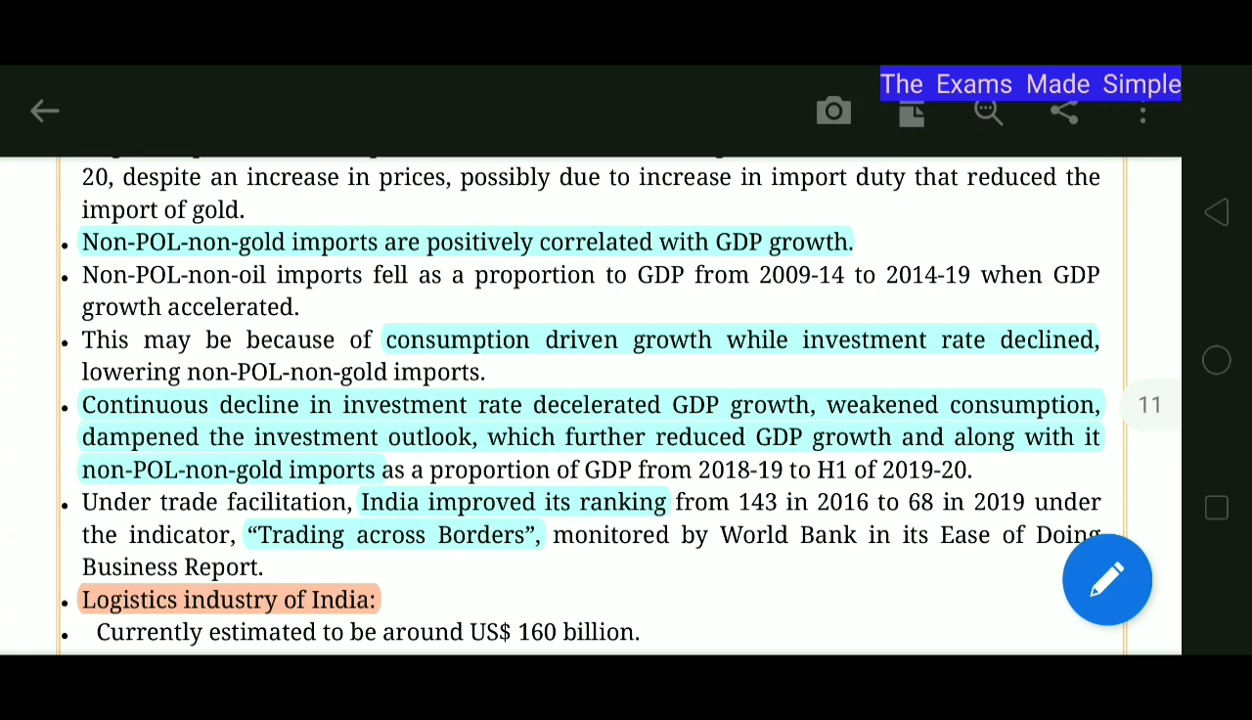 The Exams Made Simple
20, despite an increase in prices, possibly due to increase in import duty that reduced the
import of gold.
• Non-POL-non-gold imports are positively correlated with GDP growth.
• Non-POL-non-oil imports fell as a proportion to GDP from 2009-14 to 2014-19 when GDP
growth accelerated.
• This may be because of consumption driven growth while investment rate declined,
lowering non-POL-non-gold imports.
• Continuous decline in investment rate decelerated GDP growth, weakened consumption,
dampened the investment outlook, which further reduced GDP growth and along with it
non-POL-non-gold imports as a proportion of GDP from 2018-19 to H1 of 2019-20.
11
• Under trade facilitation, India improved its ranking from 143 in 2016 to 68 in 2019 under
the indicator, “Trading across Borders”, monitored by World Bank in its Ease of Doing
Business Report.
• Logistics industry of India:
• Currently estimated to be around US$ 160 billion.